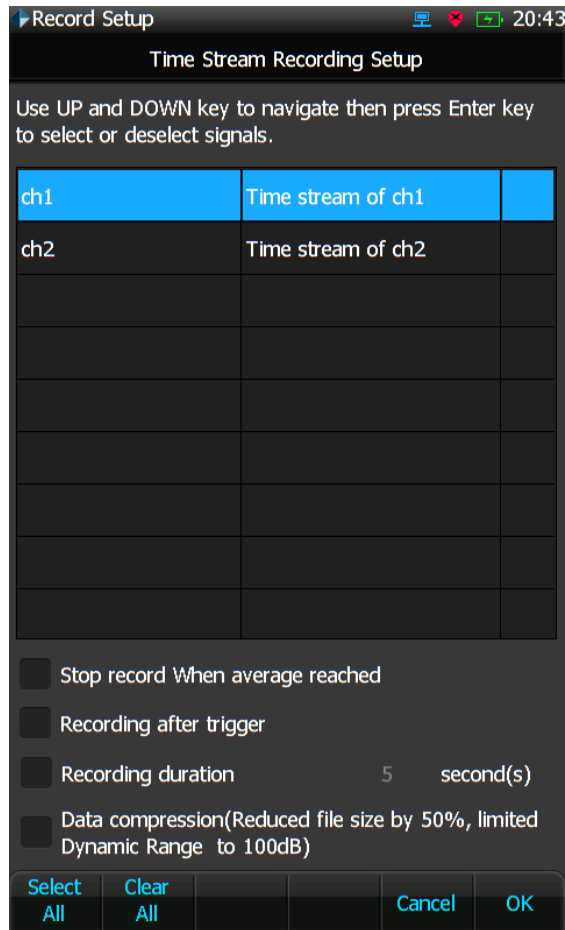 Record Setup 20:43
Time Stream Recording Setup
Use UP and DOWN key to navigate then press Enter key
to select or deselect signals.
ch1 Time stream of ch1
ch2 Time stream of ch2
Stop record When average reached
Recording after trigger
Recording duration 5 second(s)
Data compression(Reduced file size by 50%, limited
Dynamic Range to 100dB)
Select All Clear All Cancel OK